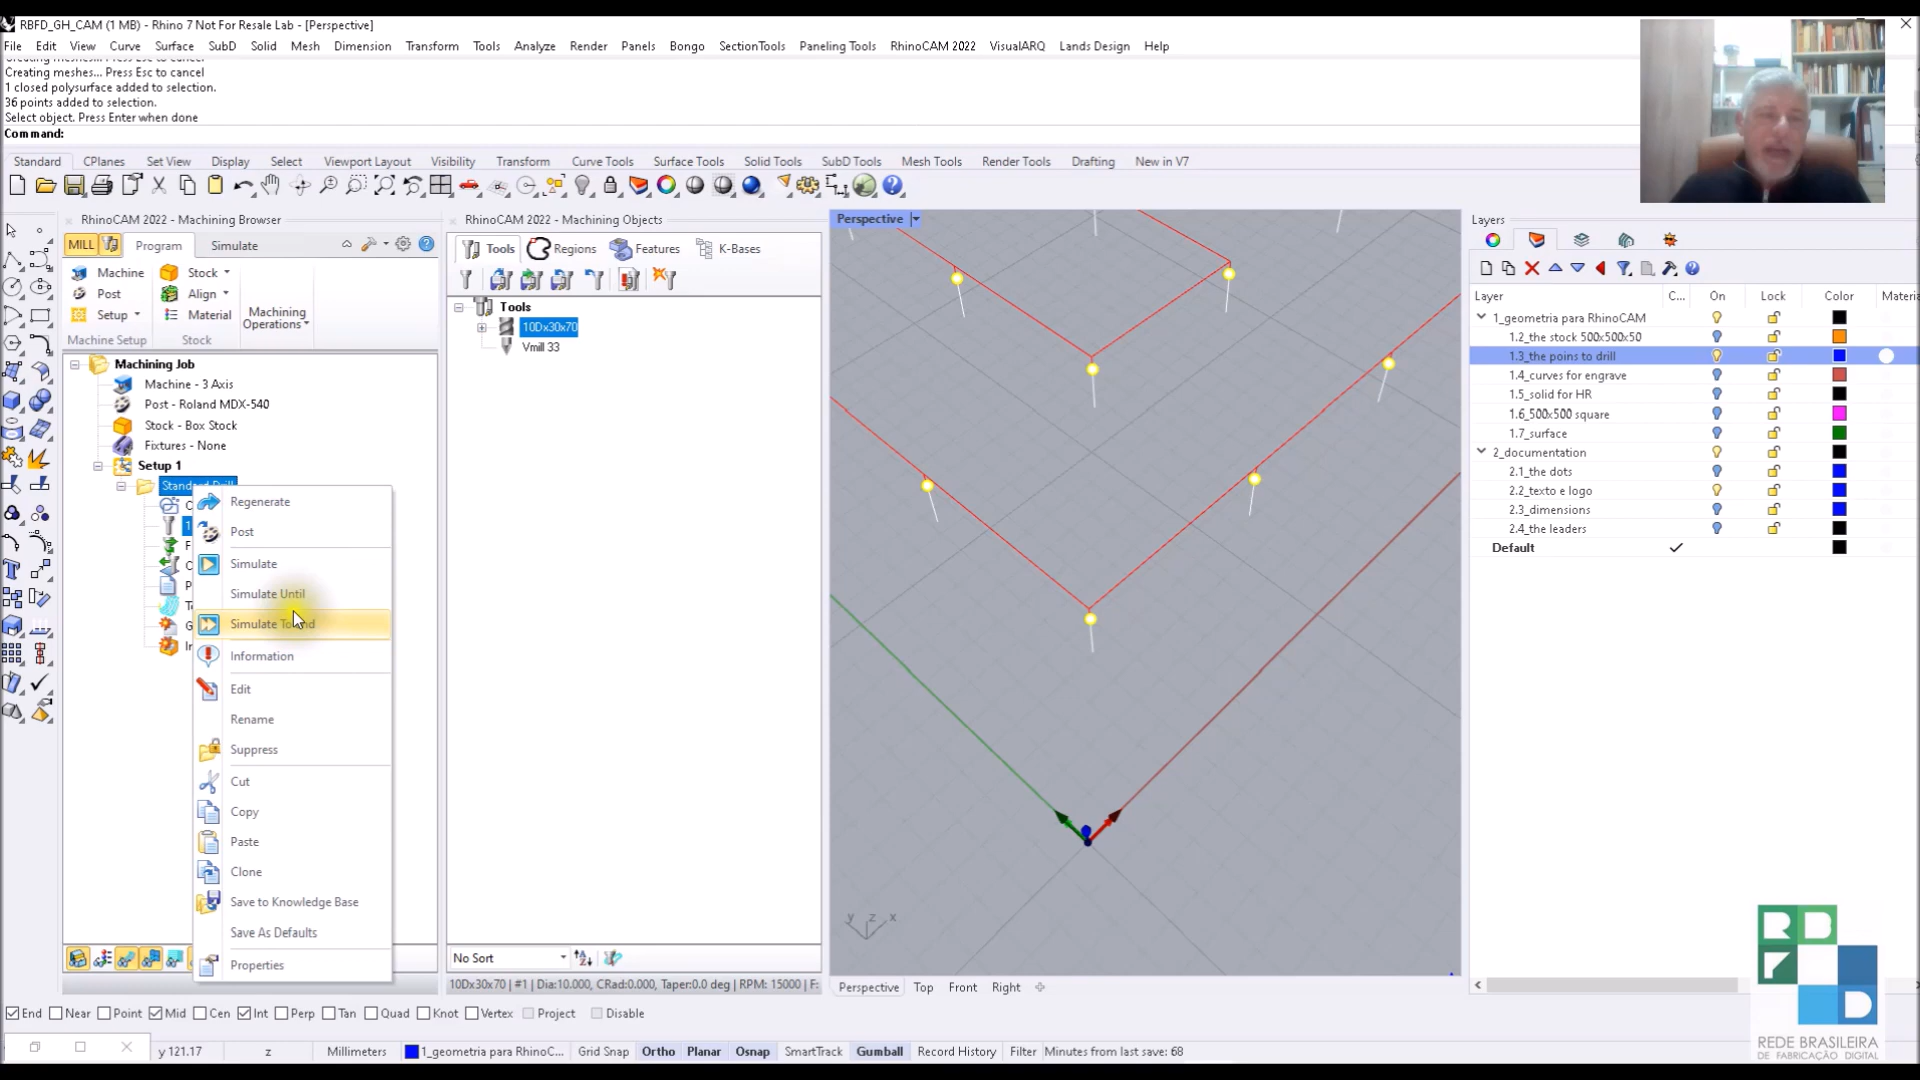 RBFD_GH_CAM (1 MB) - Rhino 7 Not For Resale Lab - [Perspective]
File Edit View Curve Surface SubD Solid Mesh Dimension Transform Tools Analyze Render Panels Bongo SectionTools Paneling Tools RhinoCAM 2022 VisualARQ Lands Design Help
Creating meshes... Press Esc to cancel
Creating meshes... Press Esc to cancel
1 closed polysurface added to selection.
36 points added to selection.
Select object. Press Enter when done
Command:
Standard CPlanes Set View Display Select Viewport Layout Visibility Transform Curve Tools Surface Tools Solid Tools SubD Tools Mesh Tools Render Tools Drafting New in V7
RhinoCAM 2022 - Machining Browser
MILL Program Simulate
Machine Stock
Post Align
Setup Material
Machining Operations
Machine Setup Stock
Machining Job
Machine - 3 Axis
Post - Roland MDX-540
Stock - Box Stock
Fixtures - None
Setup 1
Standard Drill
Regenerate
Post
Simulate
Simulate Until
Simulate To
Information
Edit
Rename
Suppress
Cut
Copy
Paste
Clone
Save to Knowledge Base
Save As Defaults
Properties
RhinoCAM 2022 - Machining Objects
Tools Regions Features K-Bases
Tools
10Dx30x70
Vmill 33
No Sort
10Dx30x70 | #1 | Dia:10.000, CRad:0.000, Taper:0.0 deg | RPM: 15000 | F:
Perspective
y z x
Perspective Top Front Right
Layers
Layer C... On Lock Color Materia
1_geometria para RhinoCAM
1.2_the stock 500x500x50
1.3_the poins to drill
1.4_curves for engrave
1.5_solid for HR
1.6_500x500 square
1.7_surface
2_documentation
2.1_the dots
2.2_texto e logo
2.3_dimensions
2.4_the leaders
Default
R B F D
REDE BRASILEIRA
DE FABRICAÇÃO DIGITAL
End Near Point Mid Cen Int Perp Tan Quad Knot Vertex Project Disable
y 121.17 z Millimeters 1_geometria para RhinoC... Grid Snap Ortho Planar Osnap SmartTrack Gumball Record History Filter Minutes from last save: 68